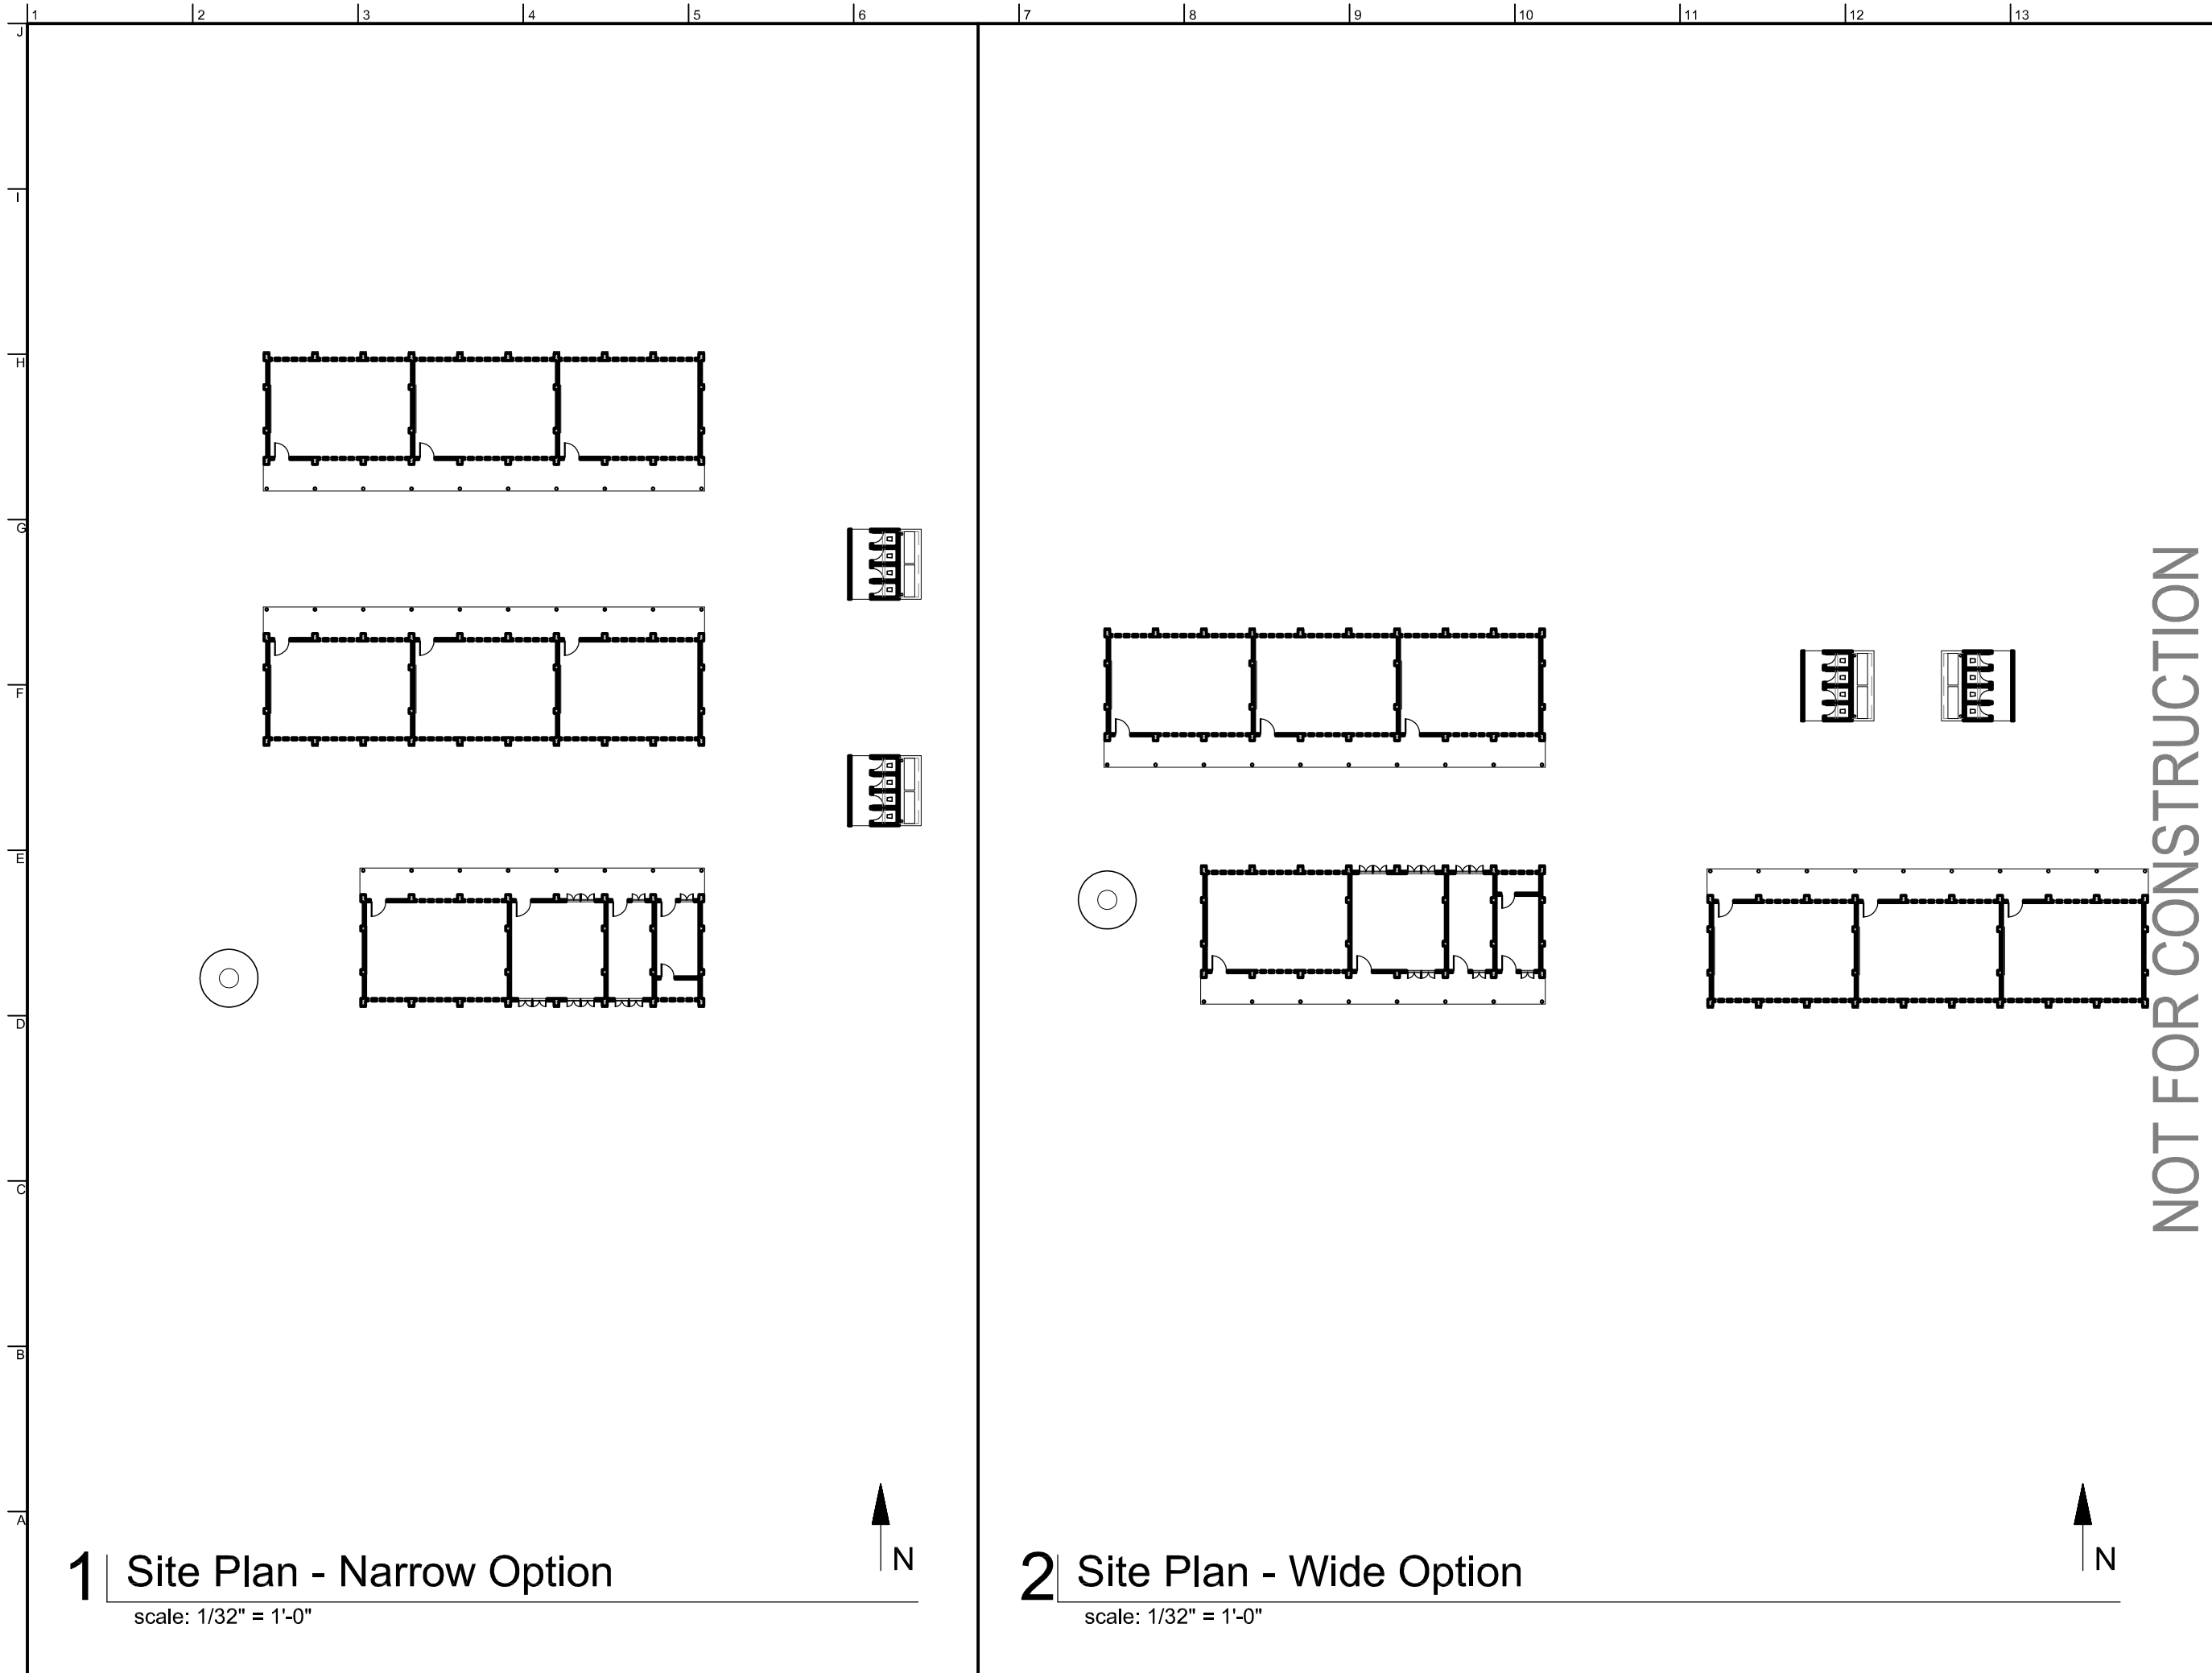 1 2 3 4 5 6 7 8 9 10 11 12 13
J
I
H
G
F
E
D
C
B
A
NOT FOR CONSTRUCTION
N
1 Site Plan - Narrow Option
scale: 1/32" = 1'-0"
N
2 Site Plan - Wide Option
scale: 1/32" = 1'-0"